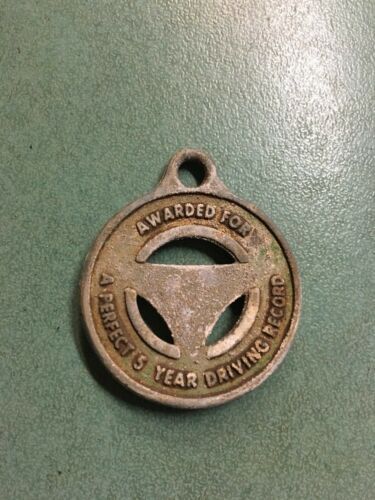 AWARDED FOR
A PERFECT 5 YEAR DRIVING RECORD